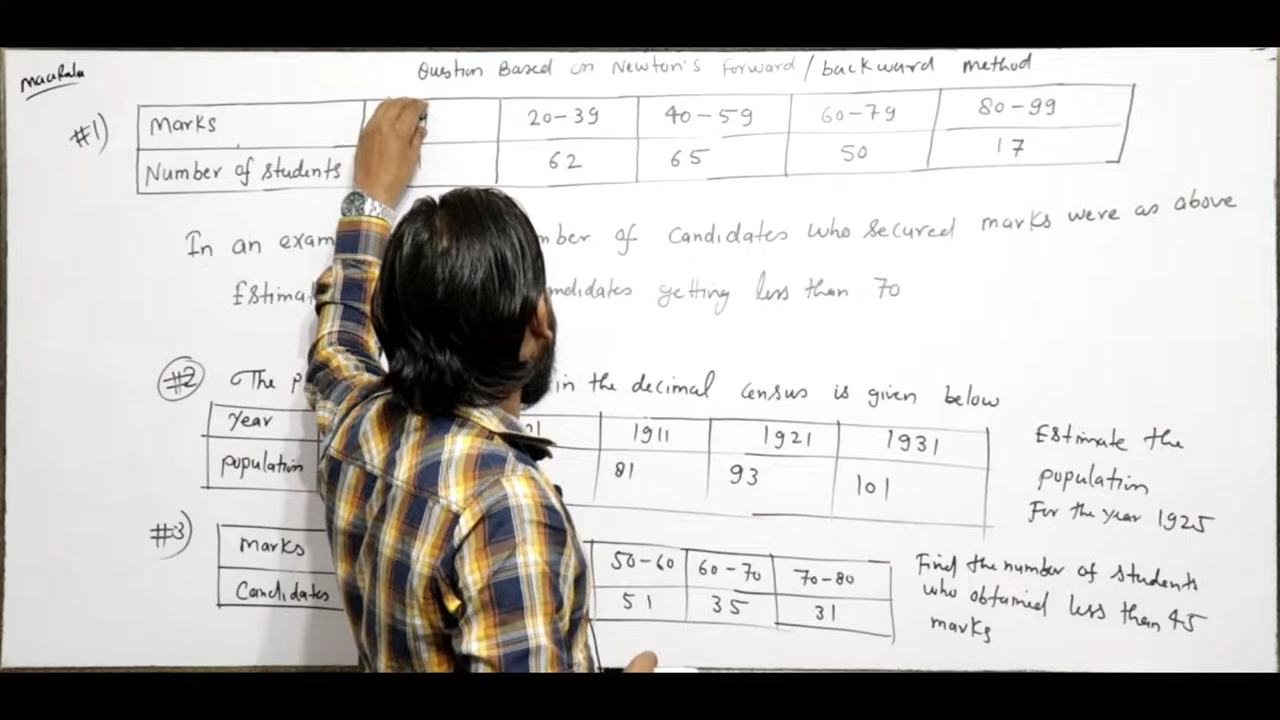 maarula
Question Based on Newton's Forward/backward method
#1) Marks 20-39 40-59 60-79 80-99
Number of students 62 65 50 17
In an exam of candidates who secured marks were as above
getting less than 70
#2 The in the decimal census is given below
year 1911 1921 1931
population 81 93 101
Estimate the
population
For the year 1925
#3) marks 50-60 60-70 70-80
Candidates 51 35 31
Find the number of students
who obtained less than 45
marks